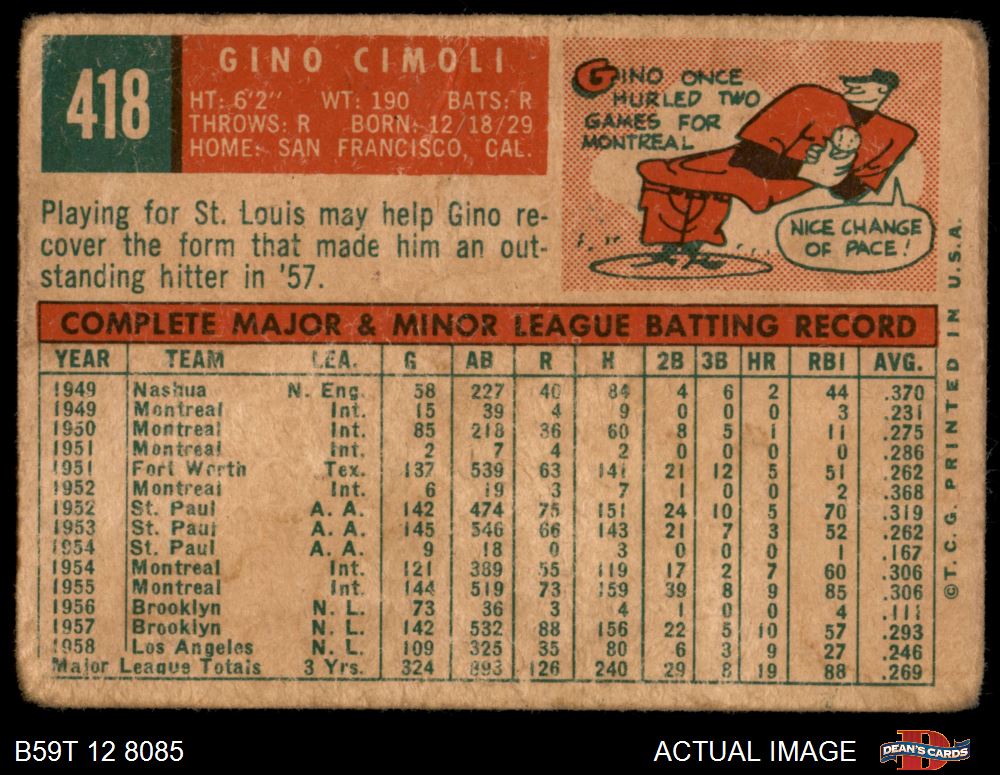 418
GINO CIMOLI
HT: 6'2" WT: 190 BATS: R
THROWS: R BORN: 12/18/29
HOME: SAN FRANCISCO, CAL.
GINO ONCE
HURLED TWO
GAMES FOR
MONTREAL
NICE CHANGE
OF PACE!
Playing for St. Louis may help Gino re-
cover the form that made him an out-
standing hitter in '57.
COMPLETE MAJOR & MINOR LEAGUE BATTING RECORD
YEAR TEAM LEA. G AB R H 2B 3B HR RBI AVG.
1949 Nashua N. Eng. 58 227 40 84 4 6 2 44 .370
1949 Montreal Int. 15 39 4 9 0 0 0 3 .231
1950 Montreal Int. 85 218 36 60 8 5 1 11 .275
1951 Montreal Int. 2 7 4 2 0 0 0 0 .286
1951 Fort Worth Tex. 137 539 63 141 21 12 5 51 .262
1952 Montreal Int. 6 19 3 7 1 0 0 2 .368
1952 St. Paul A. A. 142 474 75 151 24 10 5 70 .319
1953 St. Paul A. A. 145 546 66 143 21 7 3 52 .262
1954 St. Paul A. A. 9 18 0 3 0 0 0 1 .167
1954 Montreal Int. 121 389 55 119 17 2 7 60 .306
1955 Montreal Int. 144 519 73 159 39 8 9 85 .306
1956 Brooklyn N. L. 73 36 3 4 1 0 0 4 .111
1957 Brooklyn N. L. 142 532 88 156 22 5 10 57 .293
1958 Los Angeles N. L. 109 325 35 80 6 3 9 27 .246
Major League Totals 3 Yrs. 324 893 126 240 29 8 19 88 .269
© T. C. G. PRINTED IN U.S.A.
B59T 12 8085
ACTUAL IMAGE
DEAN'S CARDS